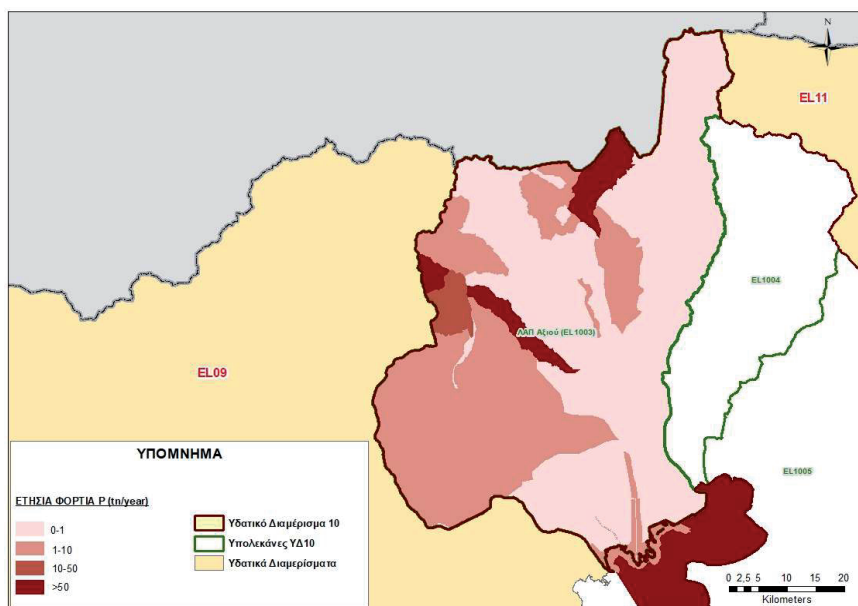 N
EL11
EL1004
ΛΑΠ Αξιού (EL1003)
EL09
EL1005
ΥΠΟΜΝΗΜΑ
ΕΤΗΣΙΑ ΦΟΡΤΙΑ P (tn/year)
0-1
1-10
10-50
>50
Υδατικό Διαμέρισμα 10
Υπολεκάνες ΥΔ10
Υδατικά Διαμερίσματα
0 2,5 5 10 15 20
Kilometers